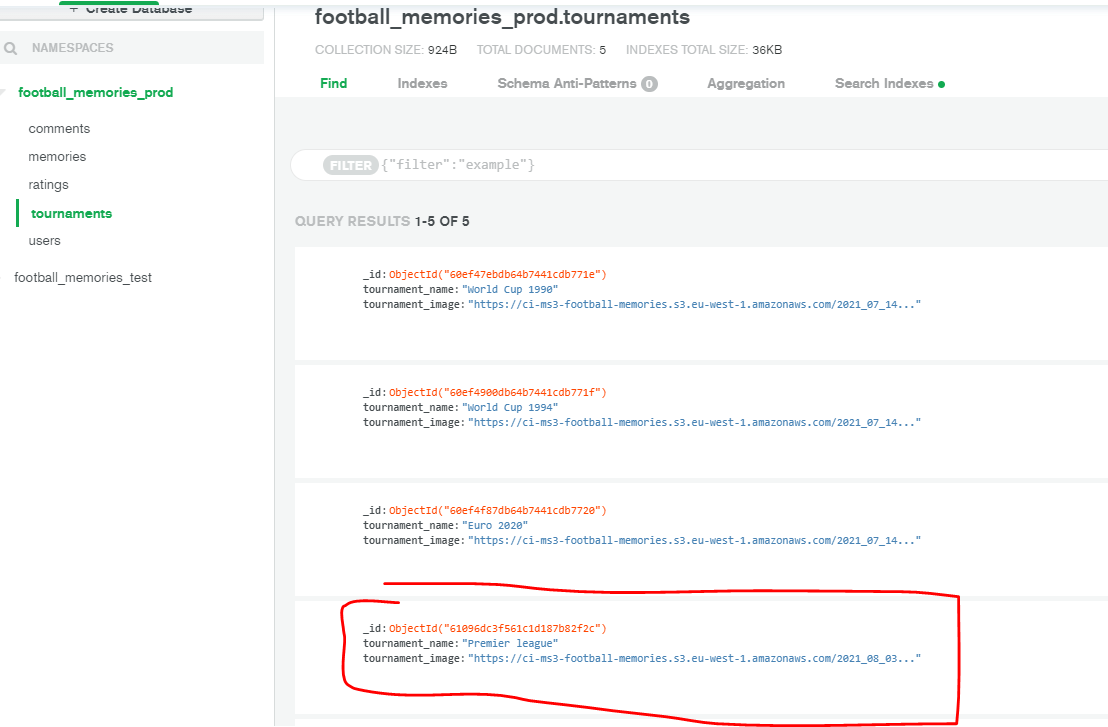 + Create Database
NAMESPACES
football_memories_prod
comments
memories
ratings
tournaments
users
football_memories_test
football_memories_prod.tournaments
COLLECTION SIZE: 924B TOTAL DOCUMENTS: 5 INDEXES TOTAL SIZE: 36KB
Find Indexes Schema Anti-Patterns 0 Aggregation Search Indexes
FILTER {"filter":"example"}
QUERY RESULTS 1-5 OF 5
_id: ObjectId("60ef47ebdb64b7441cdb771e")
tournament_name: "World Cup 1990"
tournament_image: "https://ci-ms3-football-memories.s3.eu-west-1.amazonaws.com/2021_07_14..."
_id: ObjectId("60ef4900db64b7441cdb771f")
tournament_name: "World Cup 1994"
tournament_image: "https://ci-ms3-football-memories.s3.eu-west-1.amazonaws.com/2021_07_14..."
_id: ObjectId("60ef4f87db64b7441cdb7720")
tournament_name: "Euro 2020"
tournament_image: "https://ci-ms3-football-memories.s3.eu-west-1.amazonaws.com/2021_07_14..."
_id: ObjectId("61096dc3f561c1d187b82f2c")
tournament_name: "Premier league"
tournament_image: "https://ci-ms3-football-memories.s3.eu-west-1.amazonaws.com/2021_08_03..."